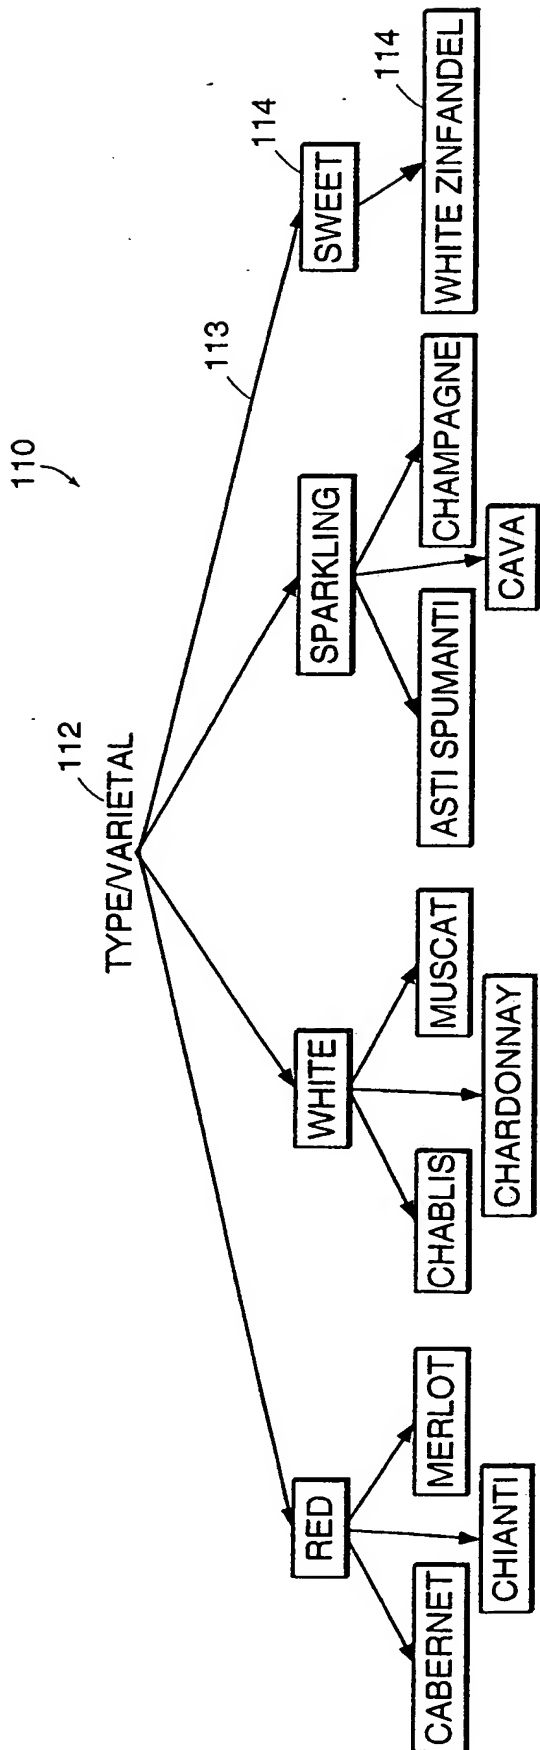 110
TYPE/VARIETAL
112
113
RED
WHITE
SPARKLING
SWEET
114
CABERNET
CHIANTI
MERLOT
CHABLIS
CHARDONNAY
MUSCAT
ASTI SPUMANTI
CAVA
CHAMPAGNE
WHITE ZINFANDEL
114